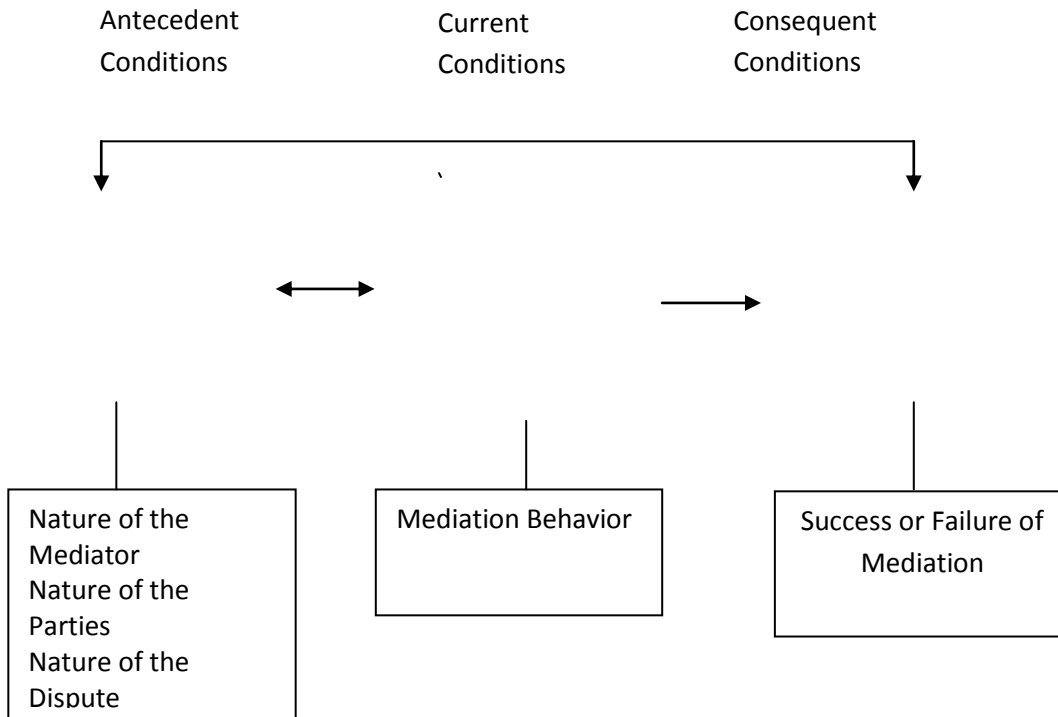 Antecedent
Conditions
Current
Conditions
Consequent
Conditions
Nature of the
Mediator
Nature of the
Parties
Nature of the
Dispute
Mediation Behavior
Success or Failure of
Mediation